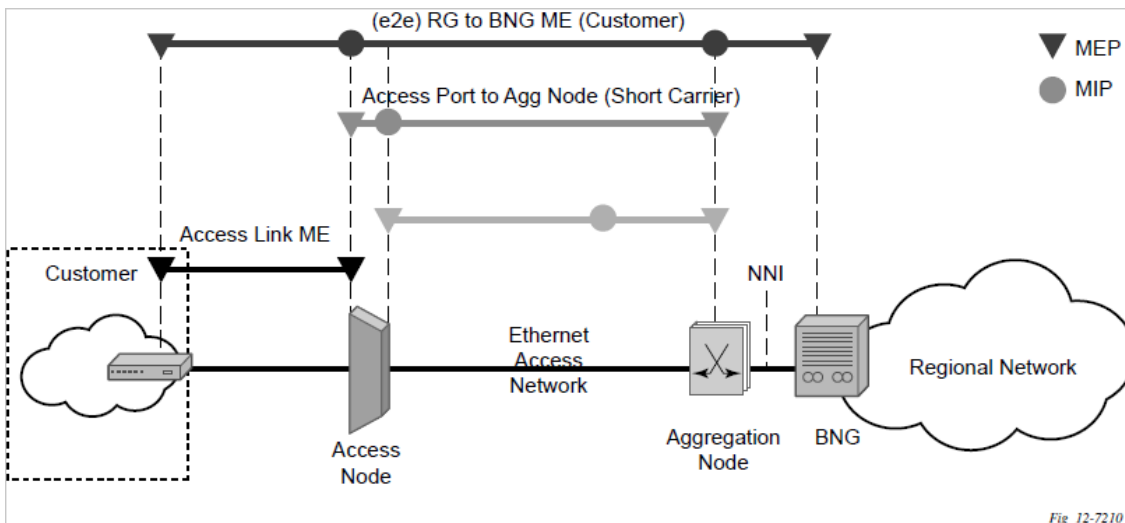 (e2e) RG to BNG ME (Customer)
MEP
MIP
Access Port to Agg Node (Short Carrier)
Access Link ME
Customer
NNI
Ethernet
Access
Network
Regional Network
Access
Node
Aggregation
Node
BNG
Fig 12-7210